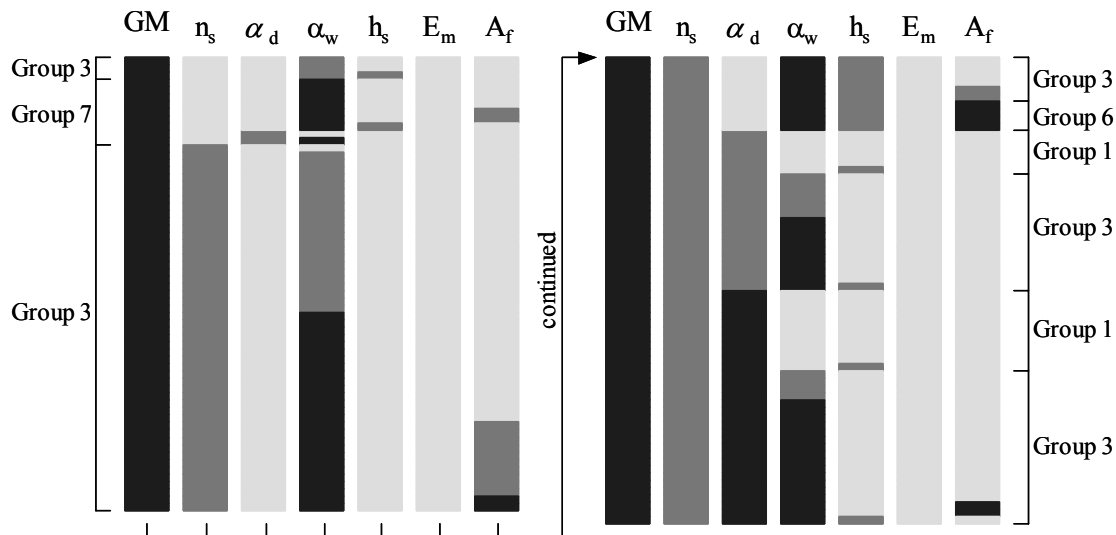 GM n_s α_d α_w h_s E_m A_f
Group 3
Group 7
Group 3
continued
GM n_s α_d α_w h_s E_m A_f
Group 3
Group 6
Group 1
Group 3
Group 1
Group 3